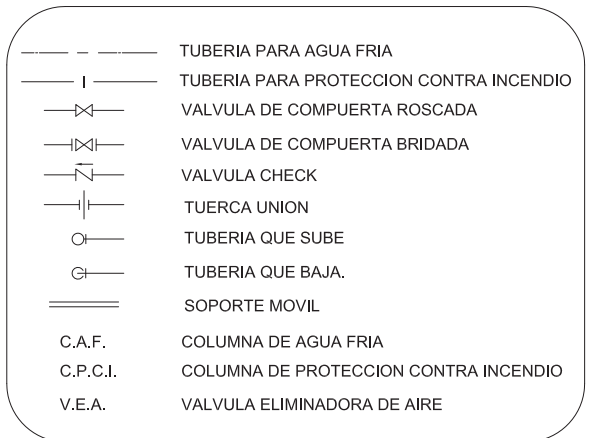 TUBERIA PARA AGUA FRIA
I TUBERIA PARA PROTECCION CONTRA INCENDIO
VALVULA DE COMPUERTA ROSCADA
VALVULA DE COMPUERTA BRIDADA
VALVULA CHECK
TUERCA UNION
TUBERIA QUE SUBE
TUBERIA QUE BAJA.
SOPORTE MOVIL
C.A.F. COLUMNA DE AGUA FRIA
C.P.C.I. COLUMNA DE PROTECCION CONTRA INCENDIO
V.E.A. VALVULA ELIMINADORA DE AIRE